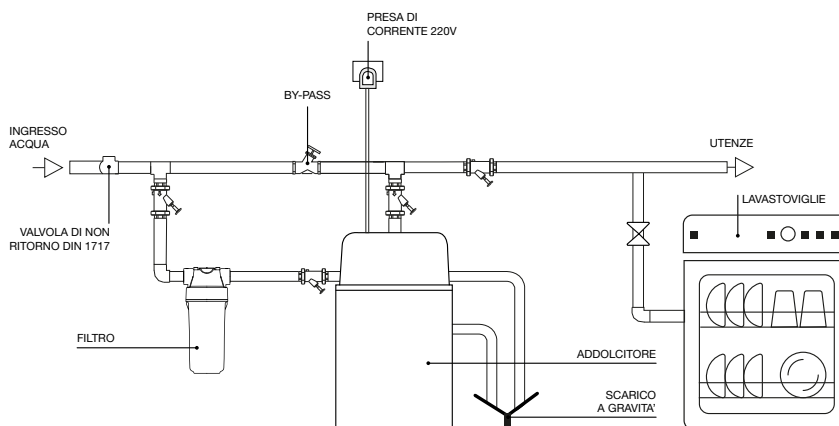 PRESA DI
CORRENTE 220V
BY-PASS
INGRESSO
ACQUA
UTENZE
LAVASTOVIGLIE
VALVOLA DI NON
RITORNO DIN 1717
FILTRO
ADDOLCITORE
SCARICO
A GRAVITA'